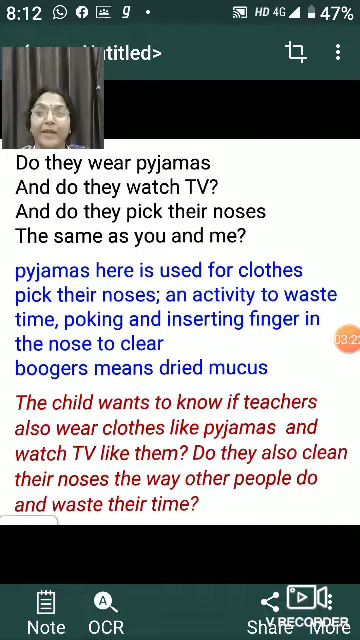 8:12
HD 4G
47%
Untitled>
Do they wear pyjamas
And do they watch TV?
And do they pick their noses
The same as you and me?
pyjamas here is used for clothes
pick their noses; an activity to waste
time, poking and inserting finger in
the nose to clear
boogers means dried mucus
The child wants to know if teachers
also wear clothes like pyjamas and
watch TV like them? Do they also clean
their noses the way other people do
and waste their time?
Note
OCR
Share
More
V RECORDER